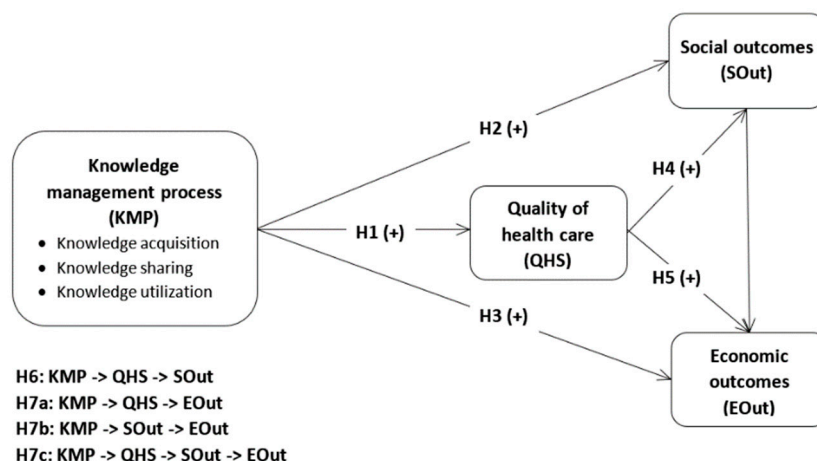 Social outcomes
(SOut)
H2 (+)
Knowledge
management process
(KMP)
• Knowledge acquisition
• Knowledge sharing
• Knowledge utilization
H1 (+)
Quality of
health care
(QHS)
H4 (+)
H5 (+)
H3 (+)
Economic
outcomes
(EOut)
H6: KMP -> QHS -> SOut
H7a: KMP -> QHS -> EOut
H7b: KMP -> SOut -> EOut
H7c: KMP -> QHS -> SOut -> EOut